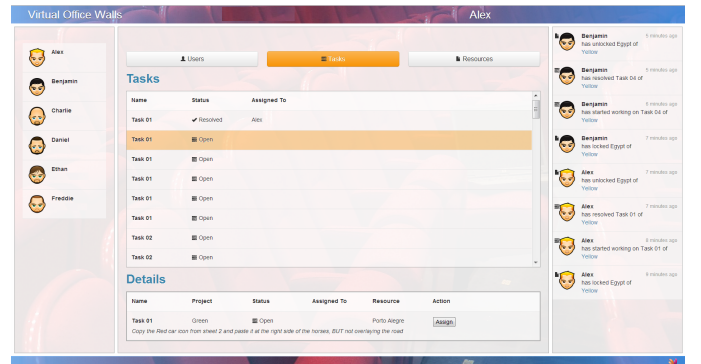 Virtual Office Walls
Alex
Alex
Benjamin
Charlie
Daniel
Ethan
Freddie
Users
Tasks
Resources
Tasks
Name Status Assigned To
Task 01 Resolved Alex
Task 01 Open
Task 01 Open
Task 01 Open
Task 01 Open
Task 01 Open
Task 02 Open
Task 02 Open
Details
Name Project Status Assigned To Resource Action
Task 01 Green Open Porto Alegre Assign
Copy the Red car icon from sheet 2 and paste it at the right side of the horses, BUT not overlaying the road
Benjamin 5 minutes ago
has unlocked Egypt of
Yellow
Benjamin 5 minutes ago
has resolved Task 04 of
Yellow
Benjamin 6 minutes ago
has started working on Task 04 of
Yellow
Benjamin 7 minutes ago
has locked Egypt of
Yellow
Alex 7 minutes ago
has unlocked Egypt of
Yellow
Alex 7 minutes ago
has resolved Task 01 of
Yellow
Alex 8 minutes ago
has started working on Task 01 of
Yellow
Alex 9 minutes ago
has locked Egypt of
Yellow